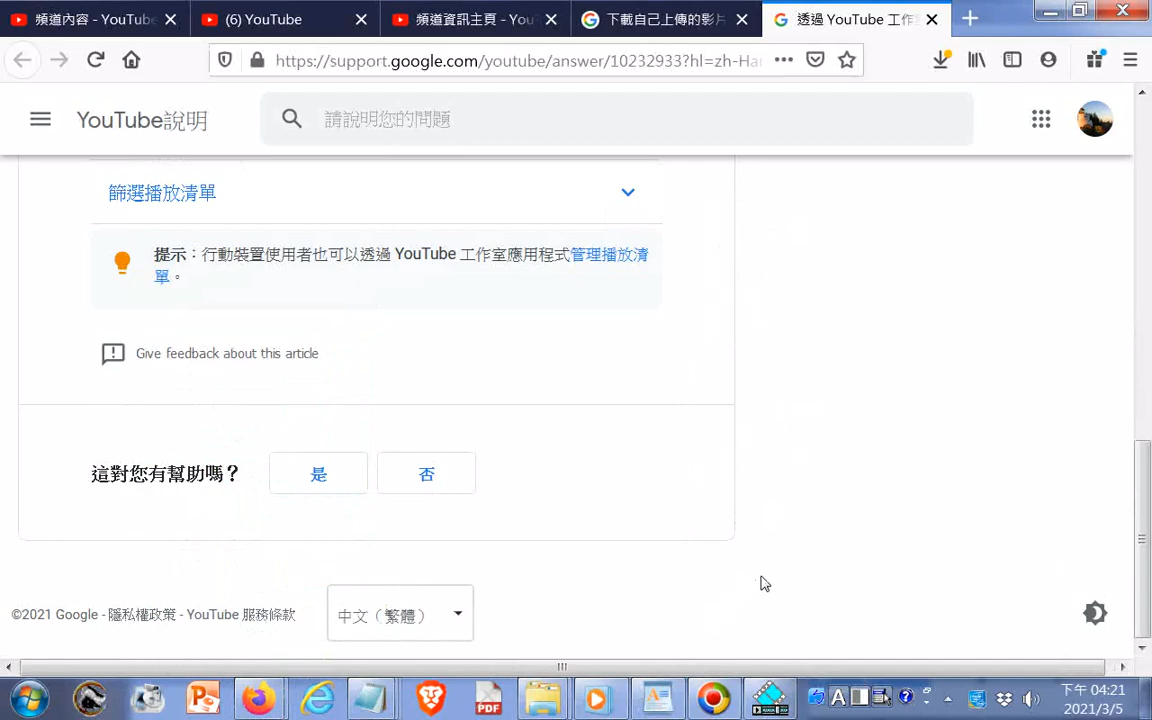 頻道內容 - YouTube
(6) YouTube
頻道資訊主頁 - You
下載自己上傳的影片
透過 YouTube 工作
https://support.google.com/youtube/answer/10232933?hl=zh-Ha
YouTube說明
請說明您的問題
篩選播放清單
提示：行動裝置使用者也可以透過 YouTube 工作室應用程式管理播放清
單。
Give feedback about this article
這對您有幫助嗎？
是
否
©2021 Google - 隱私權政策 - YouTube 服務條款
中文（繁體）
PDF
A
下午 04:21
2021/3/5